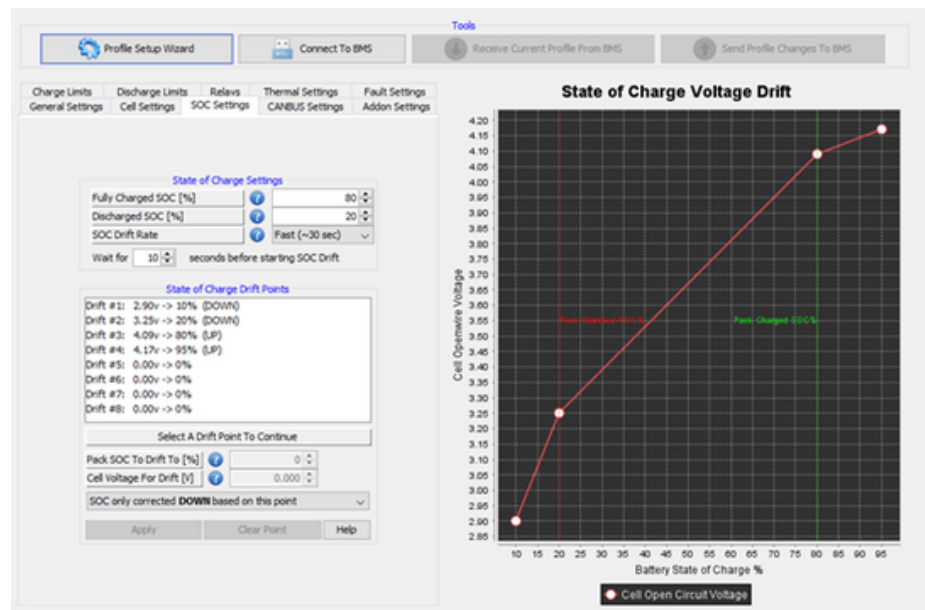 Tools
Profile Setup Wizard
Connect To BMS
Receive Current Profile From BMS
Send Profile Changes To BMS
Charge Limits Discharge Limits Relays Thermal Settings Fault Settings
General Settings Cell Settings SOC Settings CANBUS Settings Addon Settings
State of Charge Settings
Fully Charged SOC [%] 80
Discharged SOC [%] 20
SOC Drift Rate Fast (~30 sec)
Wait for 10 seconds before starting SOC Drift
State of Charge Drift Points
Drift #1: 2.90v -> 10% (DOWN)
Drift #2: 3.25v -> 20% (DOWN)
Drift #3: 4.09v -> 80% (UP)
Drift #4: 4.17v -> 95% (UP)
Drift #5: 0.00v -> 0%
Drift #6: 0.00v -> 0%
Drift #7: 0.00v -> 0%
Drift #8: 0.00v -> 0%
Select A Drift Point To Continue
Pack SOC To Drift To [%] 0
Cell Voltage For Drift [V] 0.000
SOC only corrected DOWN based on this point
Apply Clear Point Help
State of Charge Voltage Drift
Cell Openwire Voltage
4.20
4.15
4.10
4.05
4.00
3.95
3.90
3.85
3.80
3.75
3.70
3.65
3.60
3.55
3.50
3.45
3.40
3.35
3.30
3.25
3.20
3.15
3.10
3.05
3.00
2.95
2.90
2.85
Pack Charged SOC%
10 15 20 25 30 35 40 45 50 55 60 65 70 75 80 85 90 95
Battery State of Charge %
Cell Open Circuit Voltage